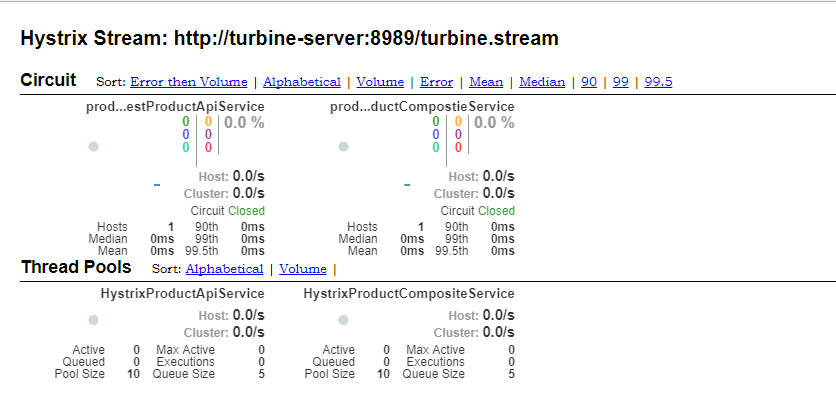 Hystrix Stream: http://turbine-server:8989/turbine.stream
Circuit Sort: Error then Volume | Alphabetical | Volume | Error | Mean | Median | 90 | 99 | 99.5
prod...estProductApiService prod...ductCompostieService
0 0 0.0 % 0 0 0.0 %
0 0 0 0
0 0 0 0
Host: 0.0/s Host: 0.0/s
Cluster: 0.0/s Cluster: 0.0/s
Circuit Closed Circuit Closed
Hosts 1 90th 0ms Hosts 1 90th 0ms
Median 0ms 99th 0ms Median 0ms 99th 0ms
Mean 0ms 99.5th 0ms Mean 0ms 99.5th 0ms
Thread Pools Sort: Alphabetical | Volume |
HystrixProductApiService HystrixProductCompositeService
Host: 0.0/s Host: 0.0/s
Cluster: 0.0/s Cluster: 0.0/s
Active 0 Max Active 0 Active 0 Max Active 0
Queued 0 Executions 0 Queued 0 Executions 0
Pool Size 10 Queue Size 5 Pool Size 10 Queue Size 5